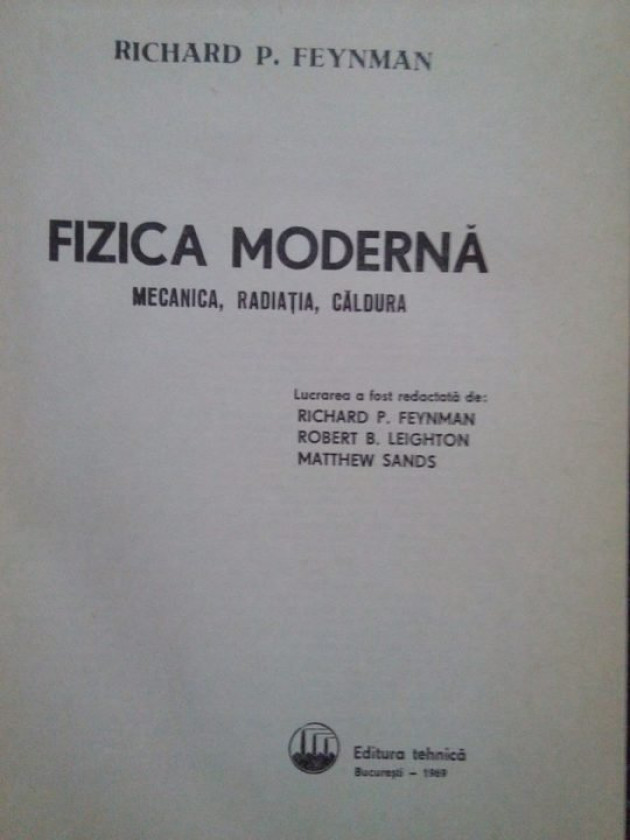 RICHARD P. FEYNMAN
FIZICA MODERNĂ
MECANICA, RADIAȚIA, CĂLDURA
Lucrarea a fost redactată de:
RICHARD P. FEYNMAN
ROBERT B. LEIGHTON
MATTHEW SANDS
Editura tehnică
București – 1969